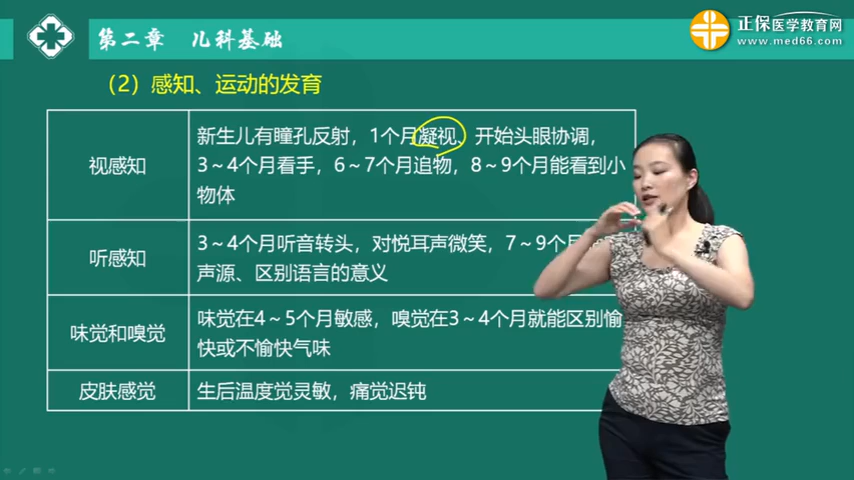 第二章 儿科基础
正保医学教育网
www.med66.com
（2）感知、运动的发育
视感知
新生儿有瞳孔反射，1个月凝视、开始头眼协调，
3～4个月看手，6～7个月追物，8～9个月能看到小
物体
听感知
3～4个月听音转头，对悦耳声微笑，7～9个月
声源、区别语言的意义
味觉和嗅觉
味觉在4～5个月敏感，嗅觉在3～4个月就能区别愉
快或不愉快气味
皮肤感觉
生后温度觉灵敏，痛觉迟钝